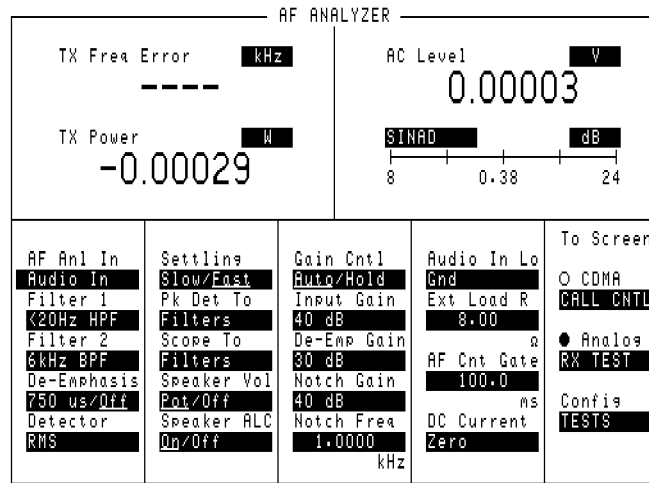 AF ANALYZER
TX Freq Error kHz
----
TX Power W
-0.00029
AC Level V
0.00003
SINAD dB
8 0.38 24
AF Anl In
Audio In
Filter 1
<20Hz HPF
Filter 2
6kHz BPF
De-Emphasis
750 us/Off
Detector
RMS
Settling
Slow/Fast
Pk Det To
Filters
Scope To
Filters
Speaker Vol
Pot/Off
Speaker ALC
On/Off
Gain Cntl
Auto/Hold
Input Gain
40 dB
De-Emp Gain
30 dB
Notch Gain
40 dB
Notch Freq
1.0000
kHz
Audio In Lo
Gnd
Ext Load R
8.00
Ω
AF Cnt Gate
100.0
ms
DC Current
Zero
To Screen
CDMA
CALL CNTL
Analog
RX TEST
Config
TESTS